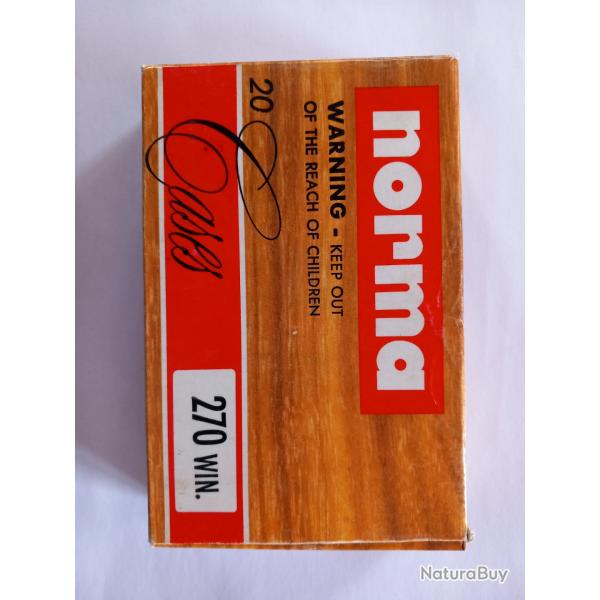 norma
WARNING - KEEP OUT
OF THE REACH OF CHILDREN
20 Cases
270 WIN.
NaturaBuy